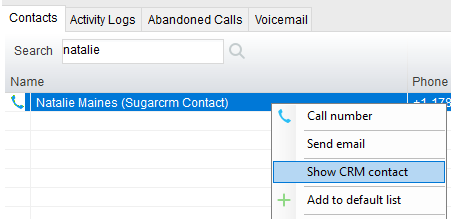 Contacts Activity Logs Abandoned Calls Voicemail
Search natalie
Name Phone
Natalie Maines (Sugarcrm Contact)
Call number
Send email
Show CRM contact
Add to default list